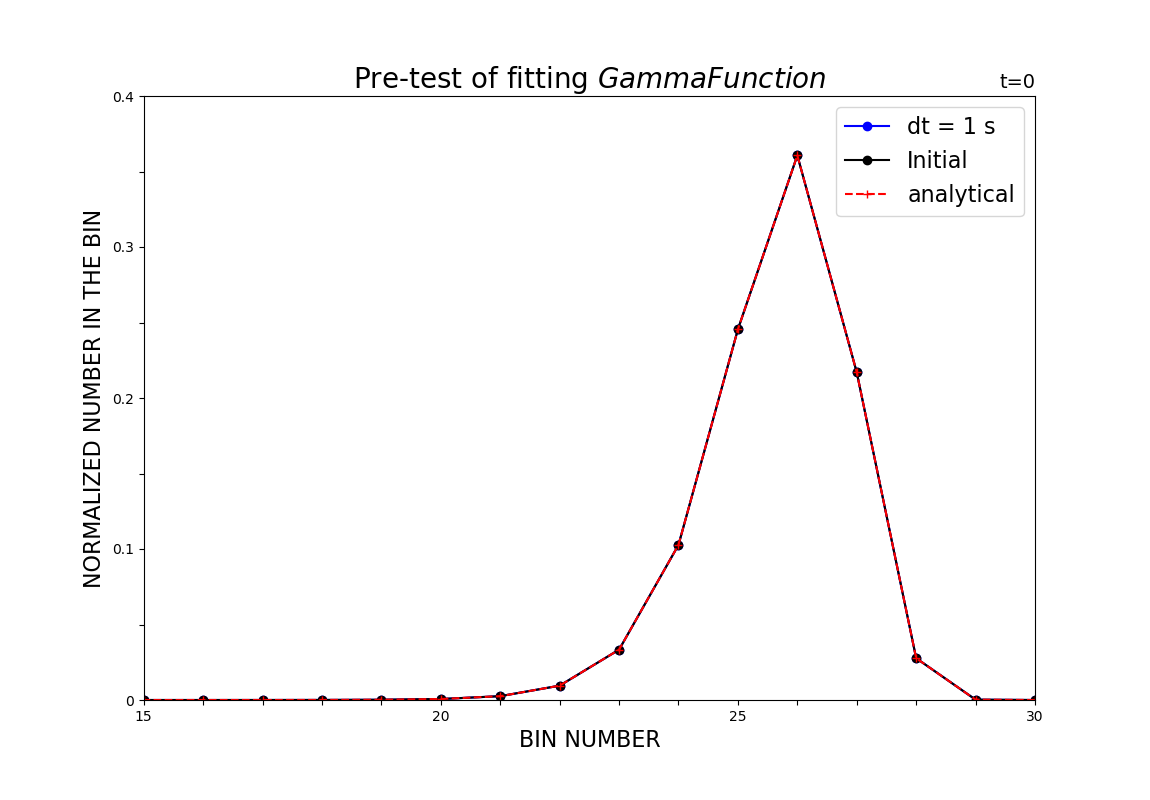 Pre-test of fitting GammaFunction
t=0
dt = 1 s
Initial
analytical
NORMALIZED NUMBER IN THE BIN
0.4
0.3
0.2
0.1
0
15 20 25 30
BIN NUMBER